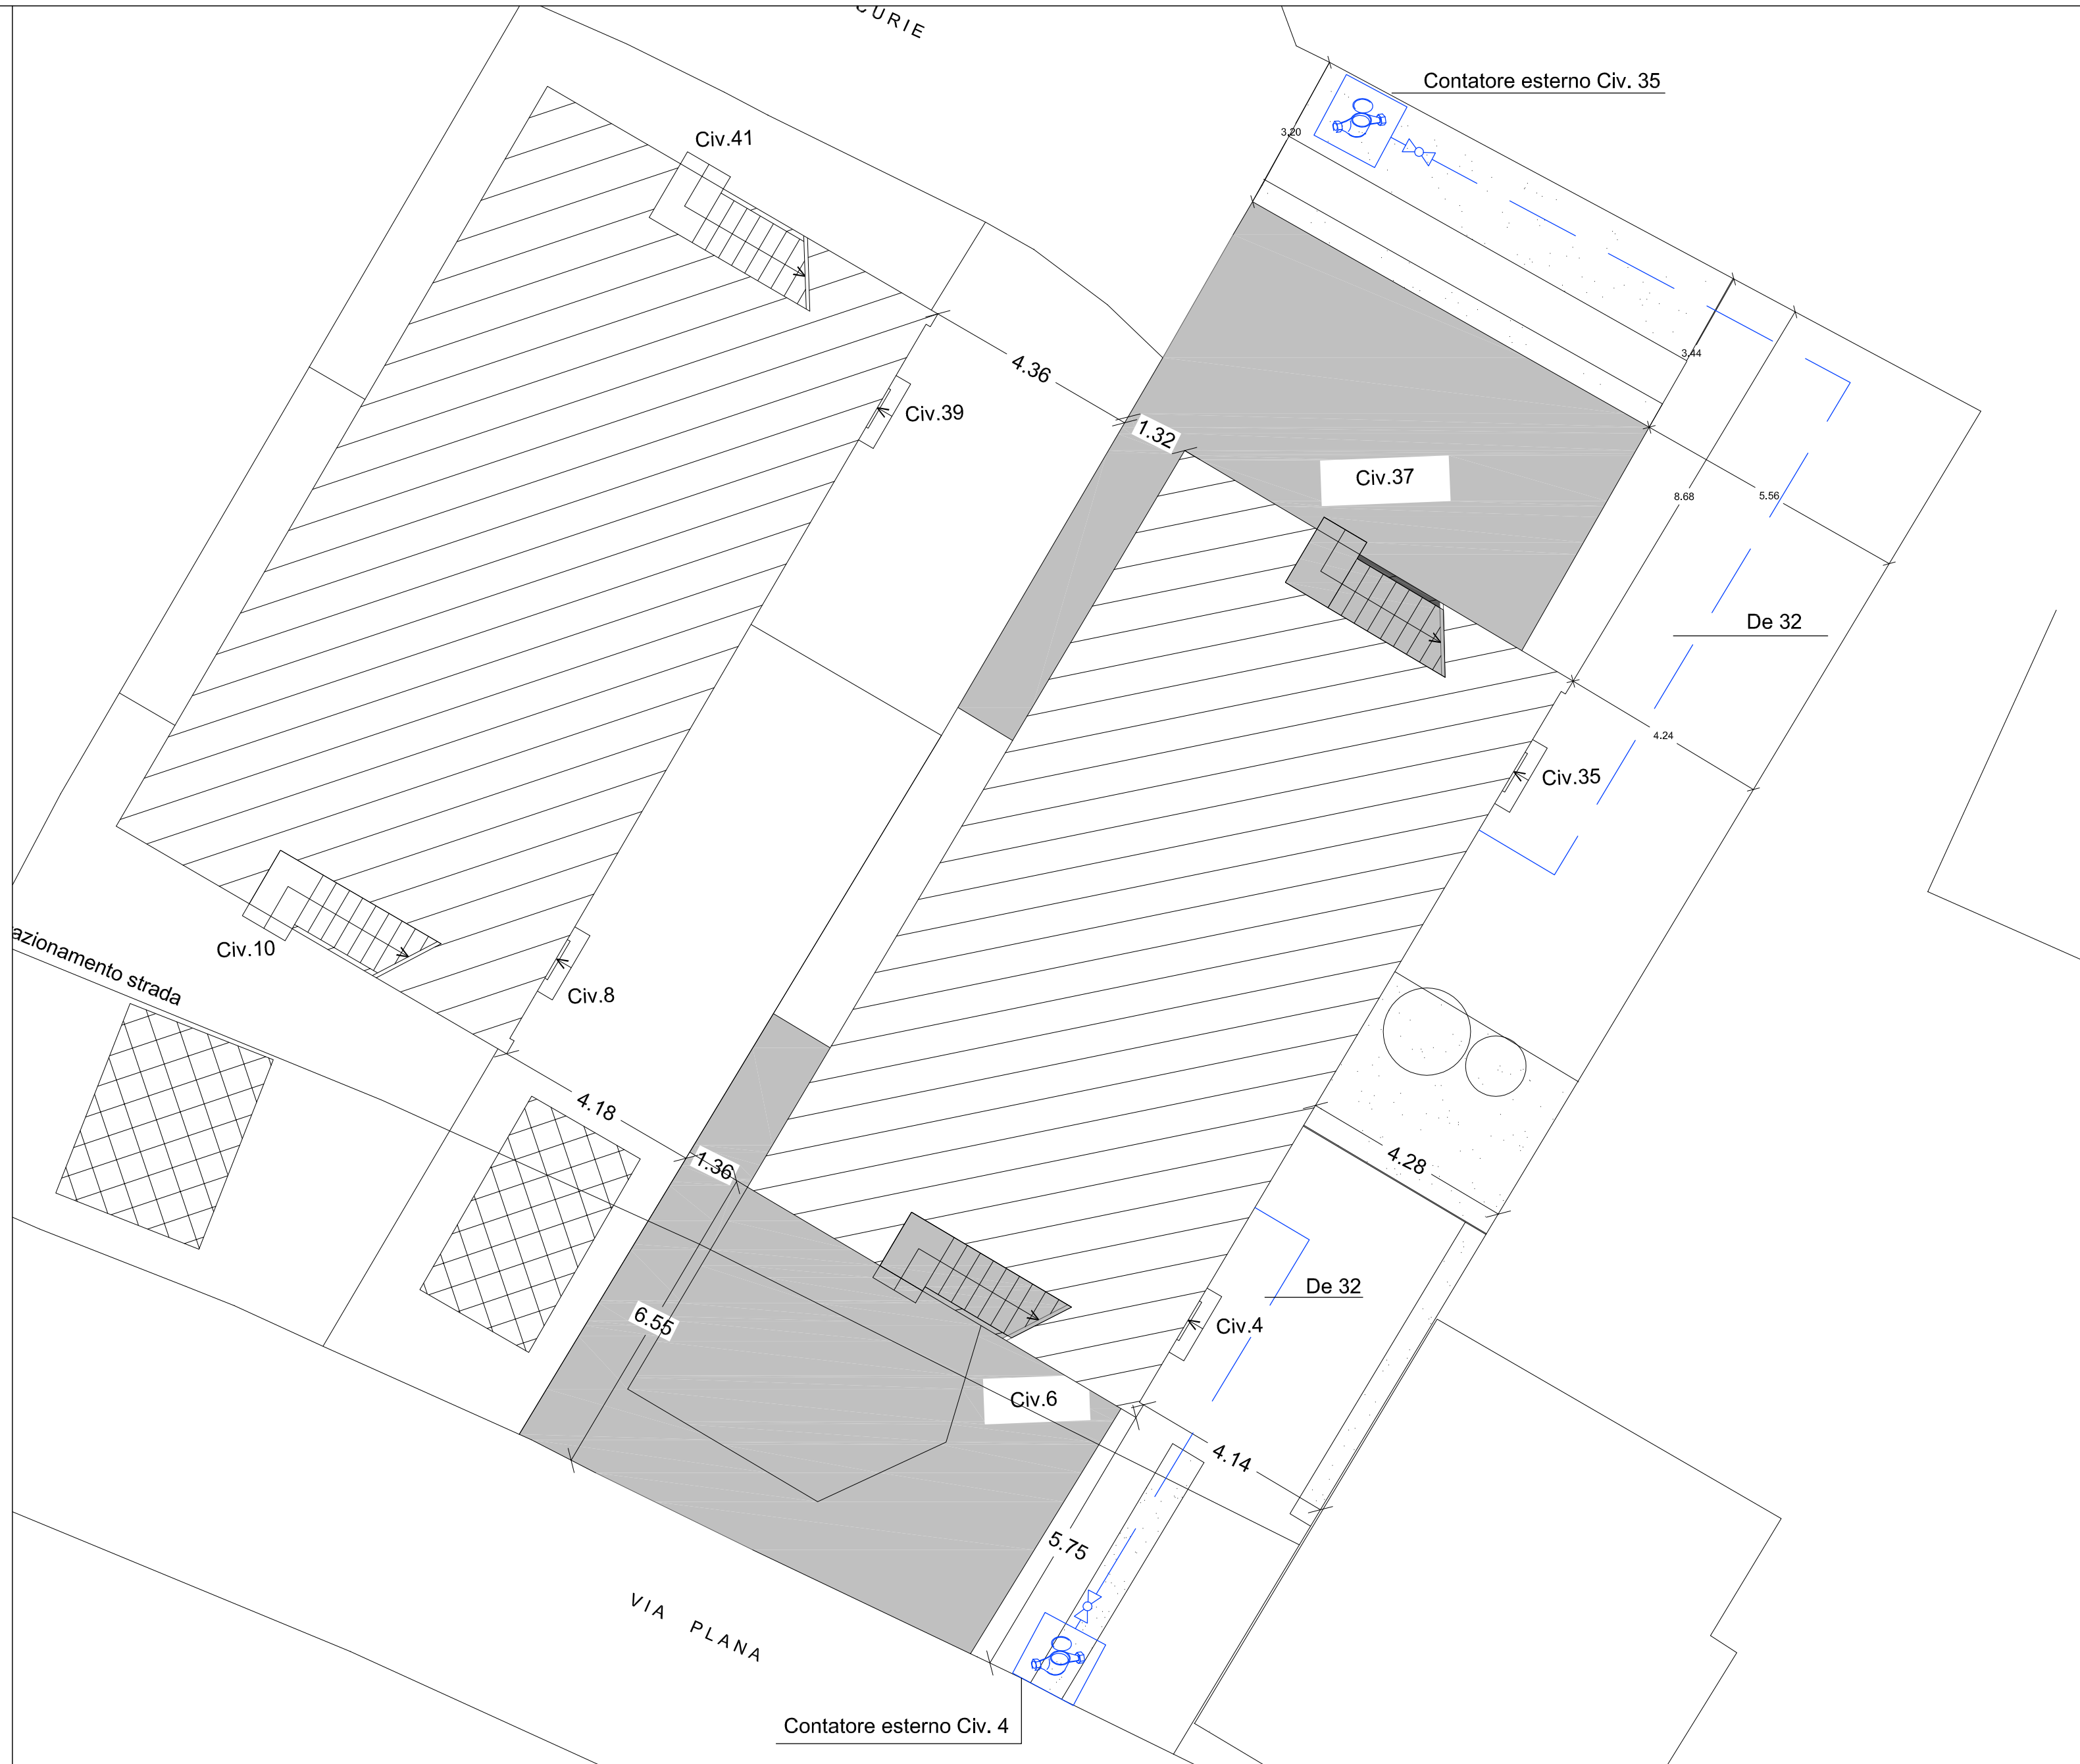 CURIE
Contatore esterno Civ. 35
3.20
Civ.41
3.44
4.36
Civ.39
1.32
Civ.37
8.68
5.56
De 32
4.24
Civ.35
Civ.10
azionamento strada
Civ.8
4.18
1.36
4.28
De 32
6.55
Civ.4
Civ.6
4.14
5.75
VIA PLANA
Contatore esterno Civ. 4